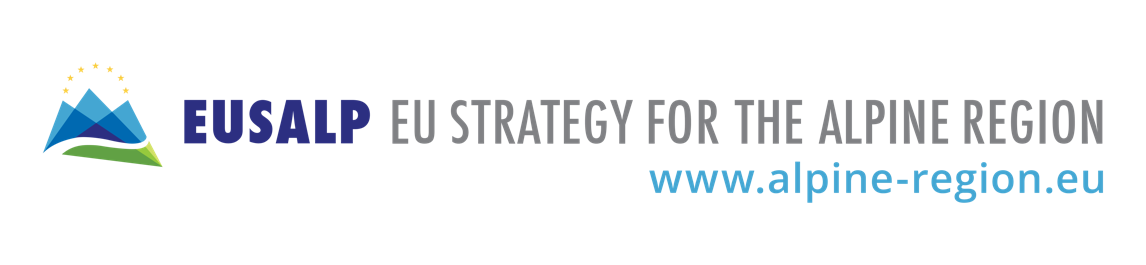 EUSALP EU STRATEGY FOR THE ALPINE REGION
www.alpine-region.eu